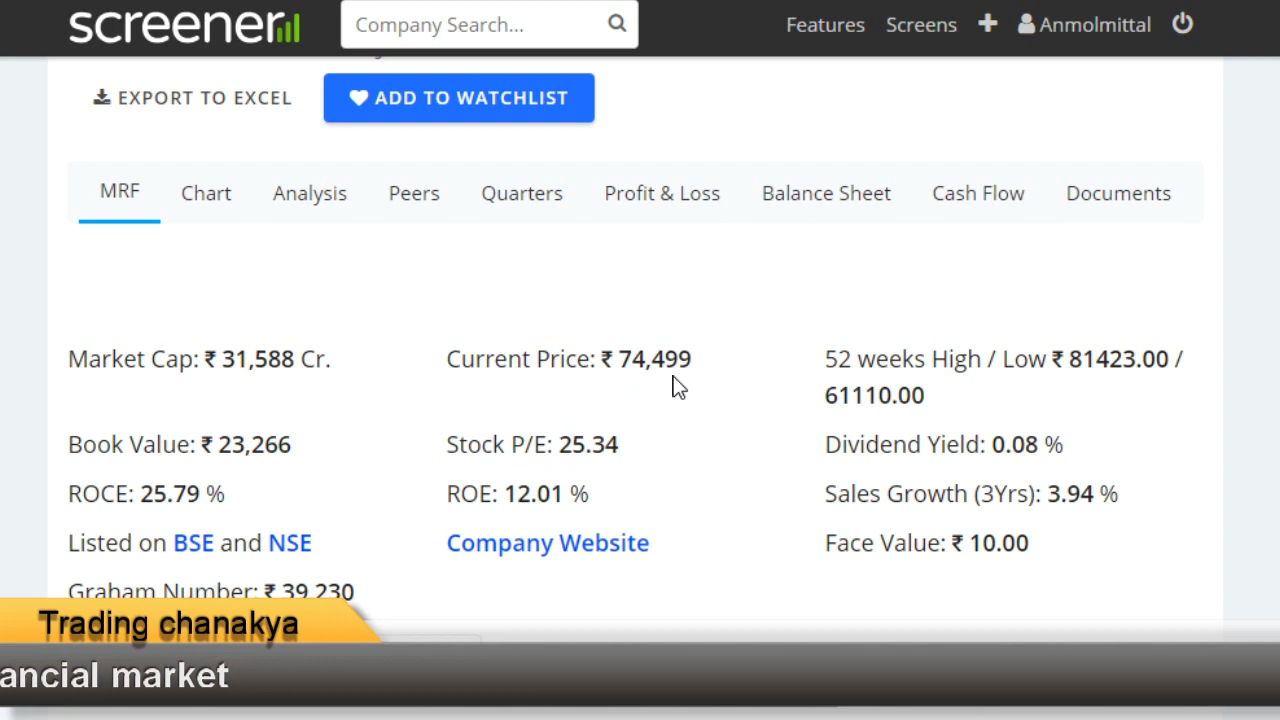 screener Company Search... Features Screens Anmolmittal
EXPORT TO EXCEL ADD TO WATCHLIST
MRF Chart Analysis Peers Quarters Profit & Loss Balance Sheet Cash Flow Documents
Market Cap: ₹ 31,588 Cr. Current Price: ₹ 74,499 52 weeks High / Low ₹ 81423.00 /
61110.00
Book Value: ₹ 23,266 Stock P/E: 25.34 Dividend Yield: 0.08 %
ROCE: 25.79 % ROE: 12.01 % Sales Growth (3Yrs): 3.94 %
Listed on BSE and NSE Company Website Face Value: ₹ 10.00
Graham Number: ₹ 39,230
Trading chanakya
ancial market